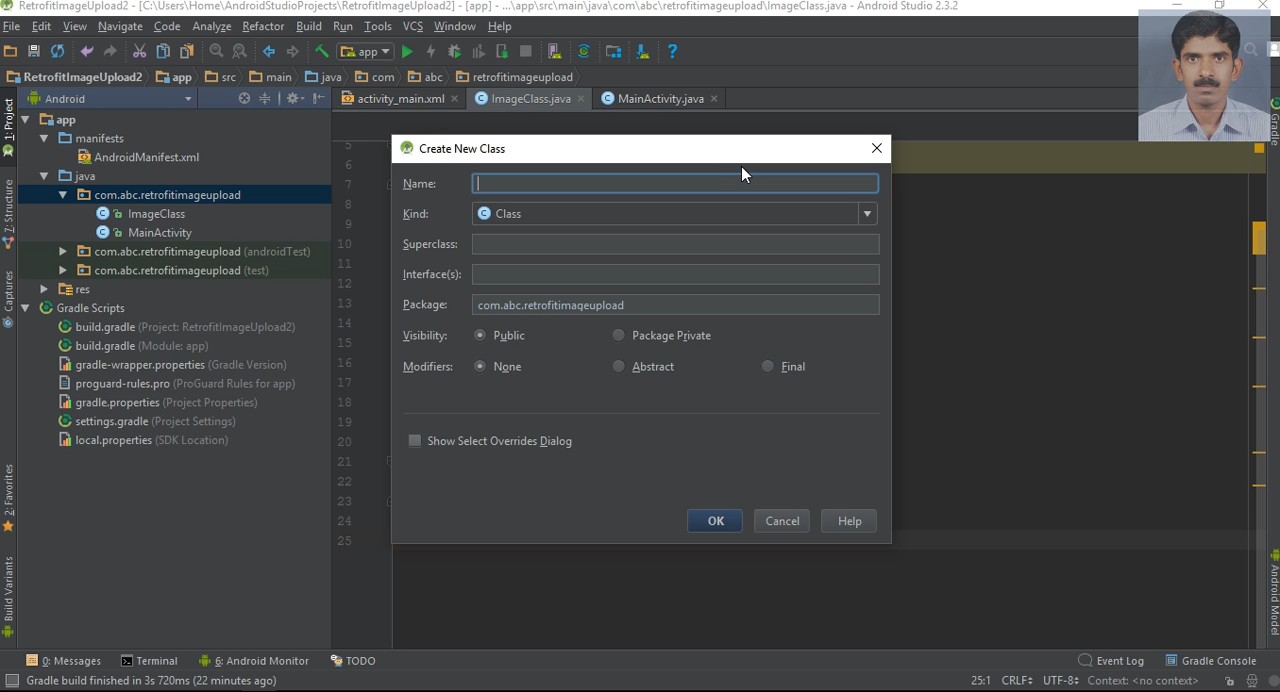 RetrofitImageUpload2 - [C:\Users\Home\AndroidStudioProjects\RetrofitImageUpload2] - [app] - ...\app\src\main\java\com\abc\retrofitimageupload\ImageClass.java - Android Studio 2.3.2
File Edit View Navigate Code Analyze Refactor Build Run Tools VCS Window Help
app
RetrofitImageUpload2 app src main java com abc retrofitimageupload
Android
activity_main.xml ImageClass.java MainActivity.java
1: Project
Z: Structure
Captures
2: Favorites
Build Variants
app
manifests
AndroidManifest.xml
java
com.abc.retrofitimageupload
ImageClass
MainActivity
com.abc.retrofitimageupload (androidTest)
com.abc.retrofitimageupload (test)
res
Gradle Scripts
build.gradle (Project: RetrofitImageUpload2)
build.gradle (Module: app)
gradle-wrapper.properties (Gradle Version)
proguard-rules.pro (ProGuard Rules for app)
gradle.properties (Project Properties)
settings.gradle (Project Settings)
local.properties (SDK Location)
5
6
7
8
9
10
11
12
13
14
15
16
17
18
19
20
21
22
23
24
25
Create New Class
Name:
Kind: Class
Superclass:
Interface(s):
Package: com.abc.retrofitimageupload
Visibility: Public Package Private
Modifiers: None Abstract Final
Show Select Overrides Dialog
OK Cancel Help
Gradle
Android Model
0: Messages Terminal 6: Android Monitor TODO Event Log Gradle Console
Gradle build finished in 3s 720ms (22 minutes ago) 25:1 CRLF UTF-8 Context: <no context>